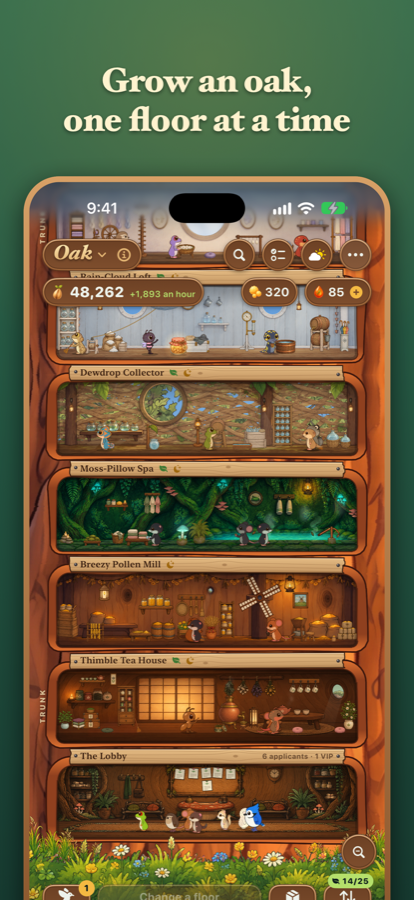 Grow an oak,
one floor at a time
9:41
TRUNK
Oak
Rain-Cloud Loft
48,262 +1,893 an hour
320
85
Dewdrop Collector
Moss-Pillow Spa
Breezy Pollen Mill
Thimble Tea House
TRUNK
The Lobby
6 applicants · 1 VIP
14/25
1
Change a floor